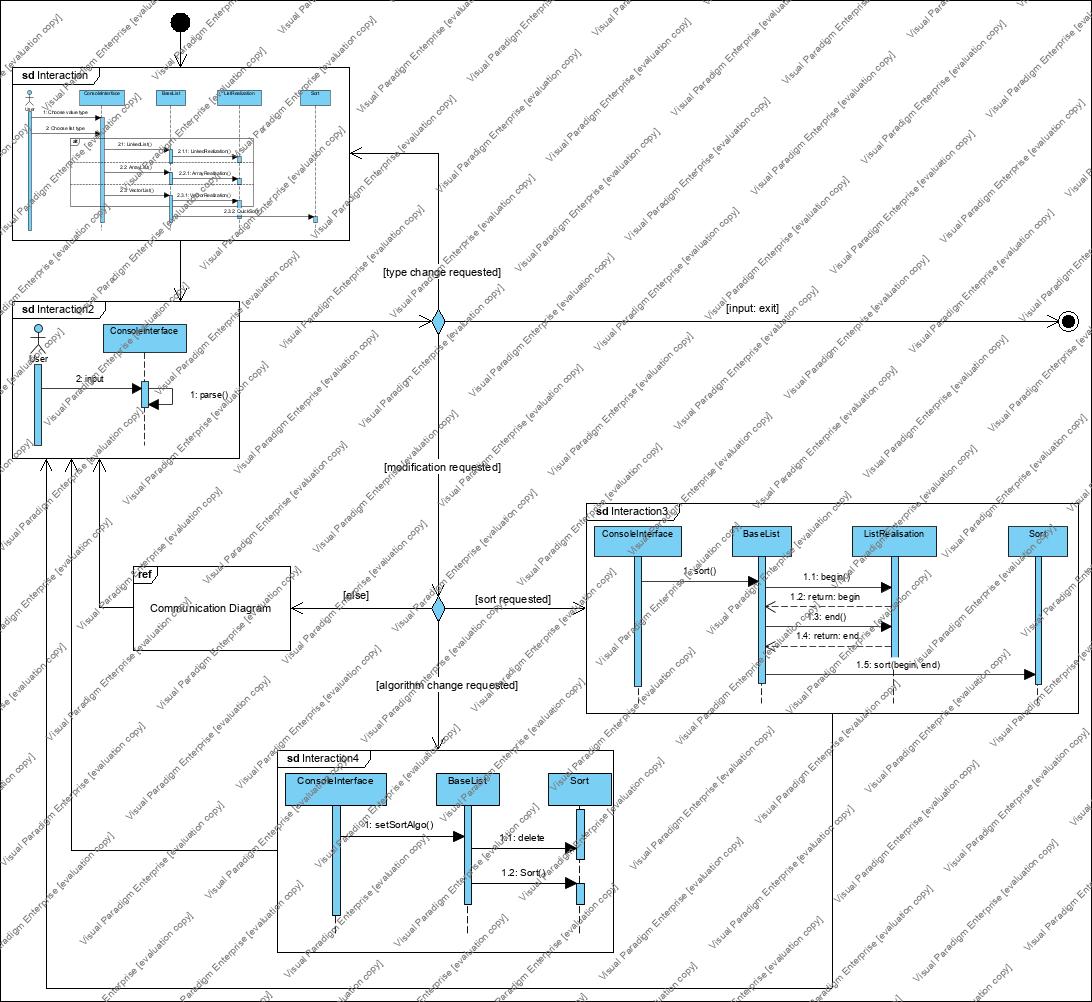 sd Interaction
ConsoleInterface
BaseList
ListRealization
Sort
User
1: Choose value type
2: Choose list type
alt
2.1: LinkedList()
2.1.1: LinkedRealization()
2.2: ArrayList()
2.2.1: ArrayRealisation()
2.3: VectorList()
2.3.1: VectorRealisation()
2.3.2: QuickSort()
[type change requested]
[input: exit]
sd Interaction2
ConsoleInterface
User
2: input
1: parse()
[modification requested]
sd Interaction3
ConsoleInterface
BaseList
ListRealisation
Sort
1: sort()
1.1: begin()
1.2: return: begin
1.3: end()
1.4: return: end
1.5: sort(begin, end)
ref
Communication Diagram
[else]
[sort requested]
[algorithm change requested]
sd Interaction4
ConsoleInterface
BaseList
Sort
1: setSortAlgo()
1.1: delete
1.2: Sort()
Visual Paradigm Enterprise [evaluation copy]